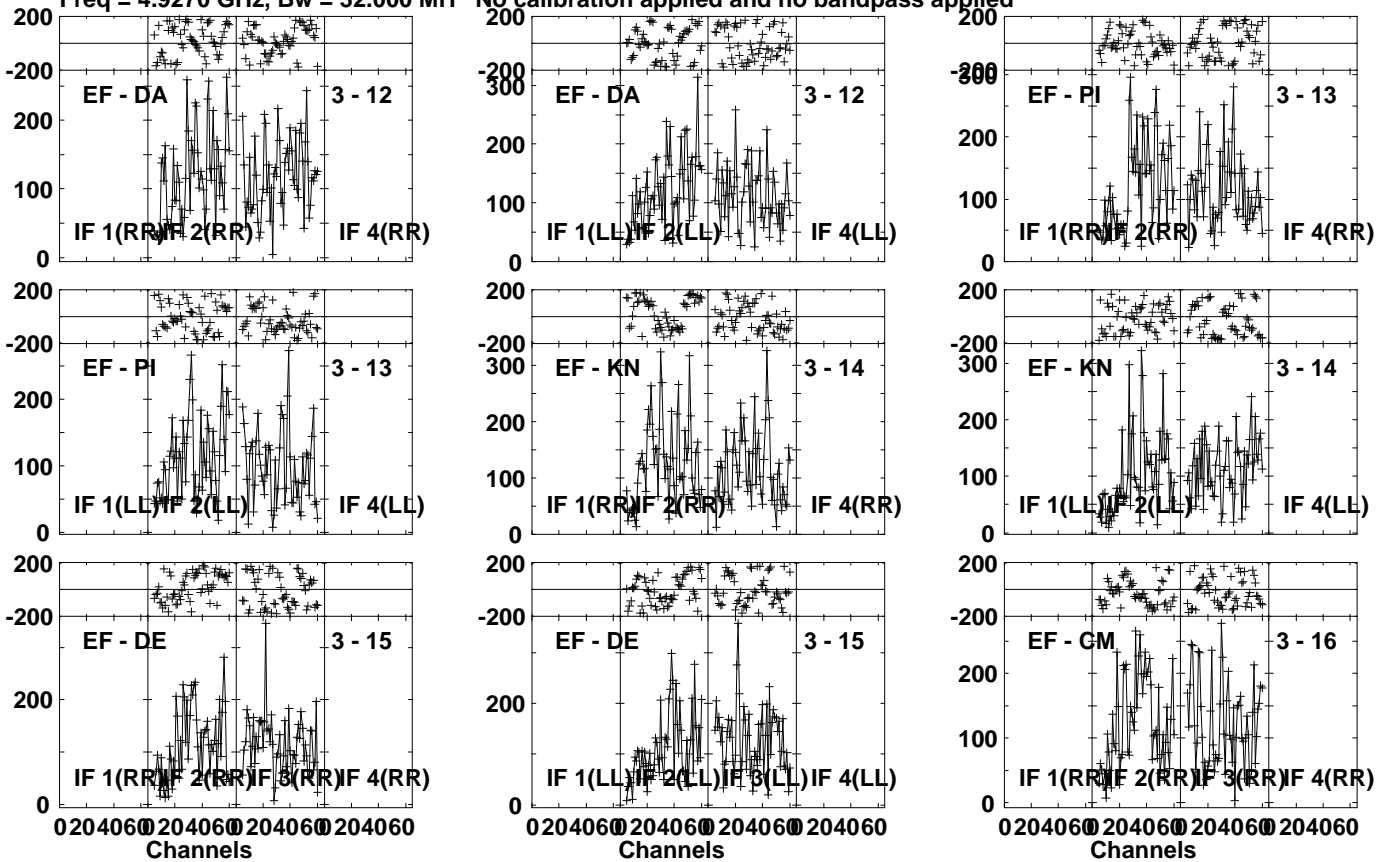 Freq = 4.9270 GHz, Bw = 32.000 MH No calibration applied and no bandpass applied
200 200 200
-200 -200 -200
EF - DA 3 - 12 EF - DA 3 - 12 EF - PI 3 - 13
300 300
200 200 200
100 100 100
IF 1(RR) IF 2(RR) IF 4(RR) IF 1(LL) IF 2(LL) IF 4(LL) IF 1(RR) IF 2(RR) IF 4(RR)
0 0 0
200 200 200
-200 -200 -200
EF - PI 3 - 13 EF - KN 3 - 14 EF - KN 3 - 14
300 300
200 200 200
100 100 100
IF 1(LL) IF 2(LL) IF 4(LL) IF 1(RR) IF 2(RR) IF 4(RR) IF 1(LL) IF 2(LL) IF 4(LL)
0 0 0
200 200 200
-200 -200 -200
EF - DE 3 - 15 EF - DE 3 - 15 EF - CM 3 - 16
200 200 200
100
IF 1(RR) IF 2(RR) IF 3(RR) IF 4(RR) IF 1(LL) IF 2(LL) IF 3(LL) IF 4(LL) IF 1(RR) IF 2(RR) IF 3(RR) IF 4(RR)
0 0 0
0 20 40 60 0 20 40 60 0 20 40 60 0 20 40 60 0 20 40 60 0 20 40 60 0 20 40 60 0 20 40 60 0 20 40 60 0 20 40 60 0 20 40 60 0 20 40 60
Channels Channels Channels